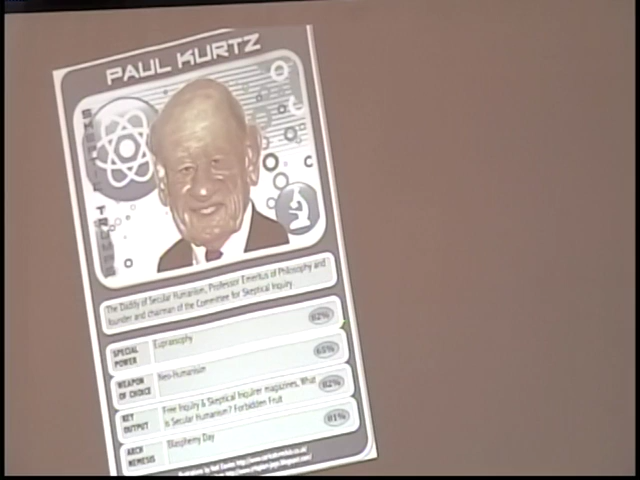 PAUL KURTZ
The Daddy of Secular Humanism, Professor Emeritus of Philosophy and
founder and chairman of the Committee for Skeptical Inquiry
SPECIAL
POWER
Eupraxsophy
82%
WEAPON
OF CHOICE
Neo-Humanism
65%
KEY
OUTPUT
Free Inquiry & Skeptical Inquirer magazines, What
is Secular Humanism? Forbidden Fruit
82%
ARCH
NEMESIS
Blasphemy Day